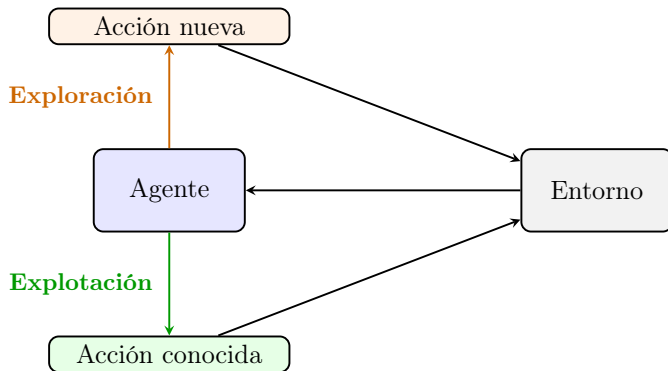 Acción nueva
Exploración
Agente
Entorno
Explotación
Acción conocida